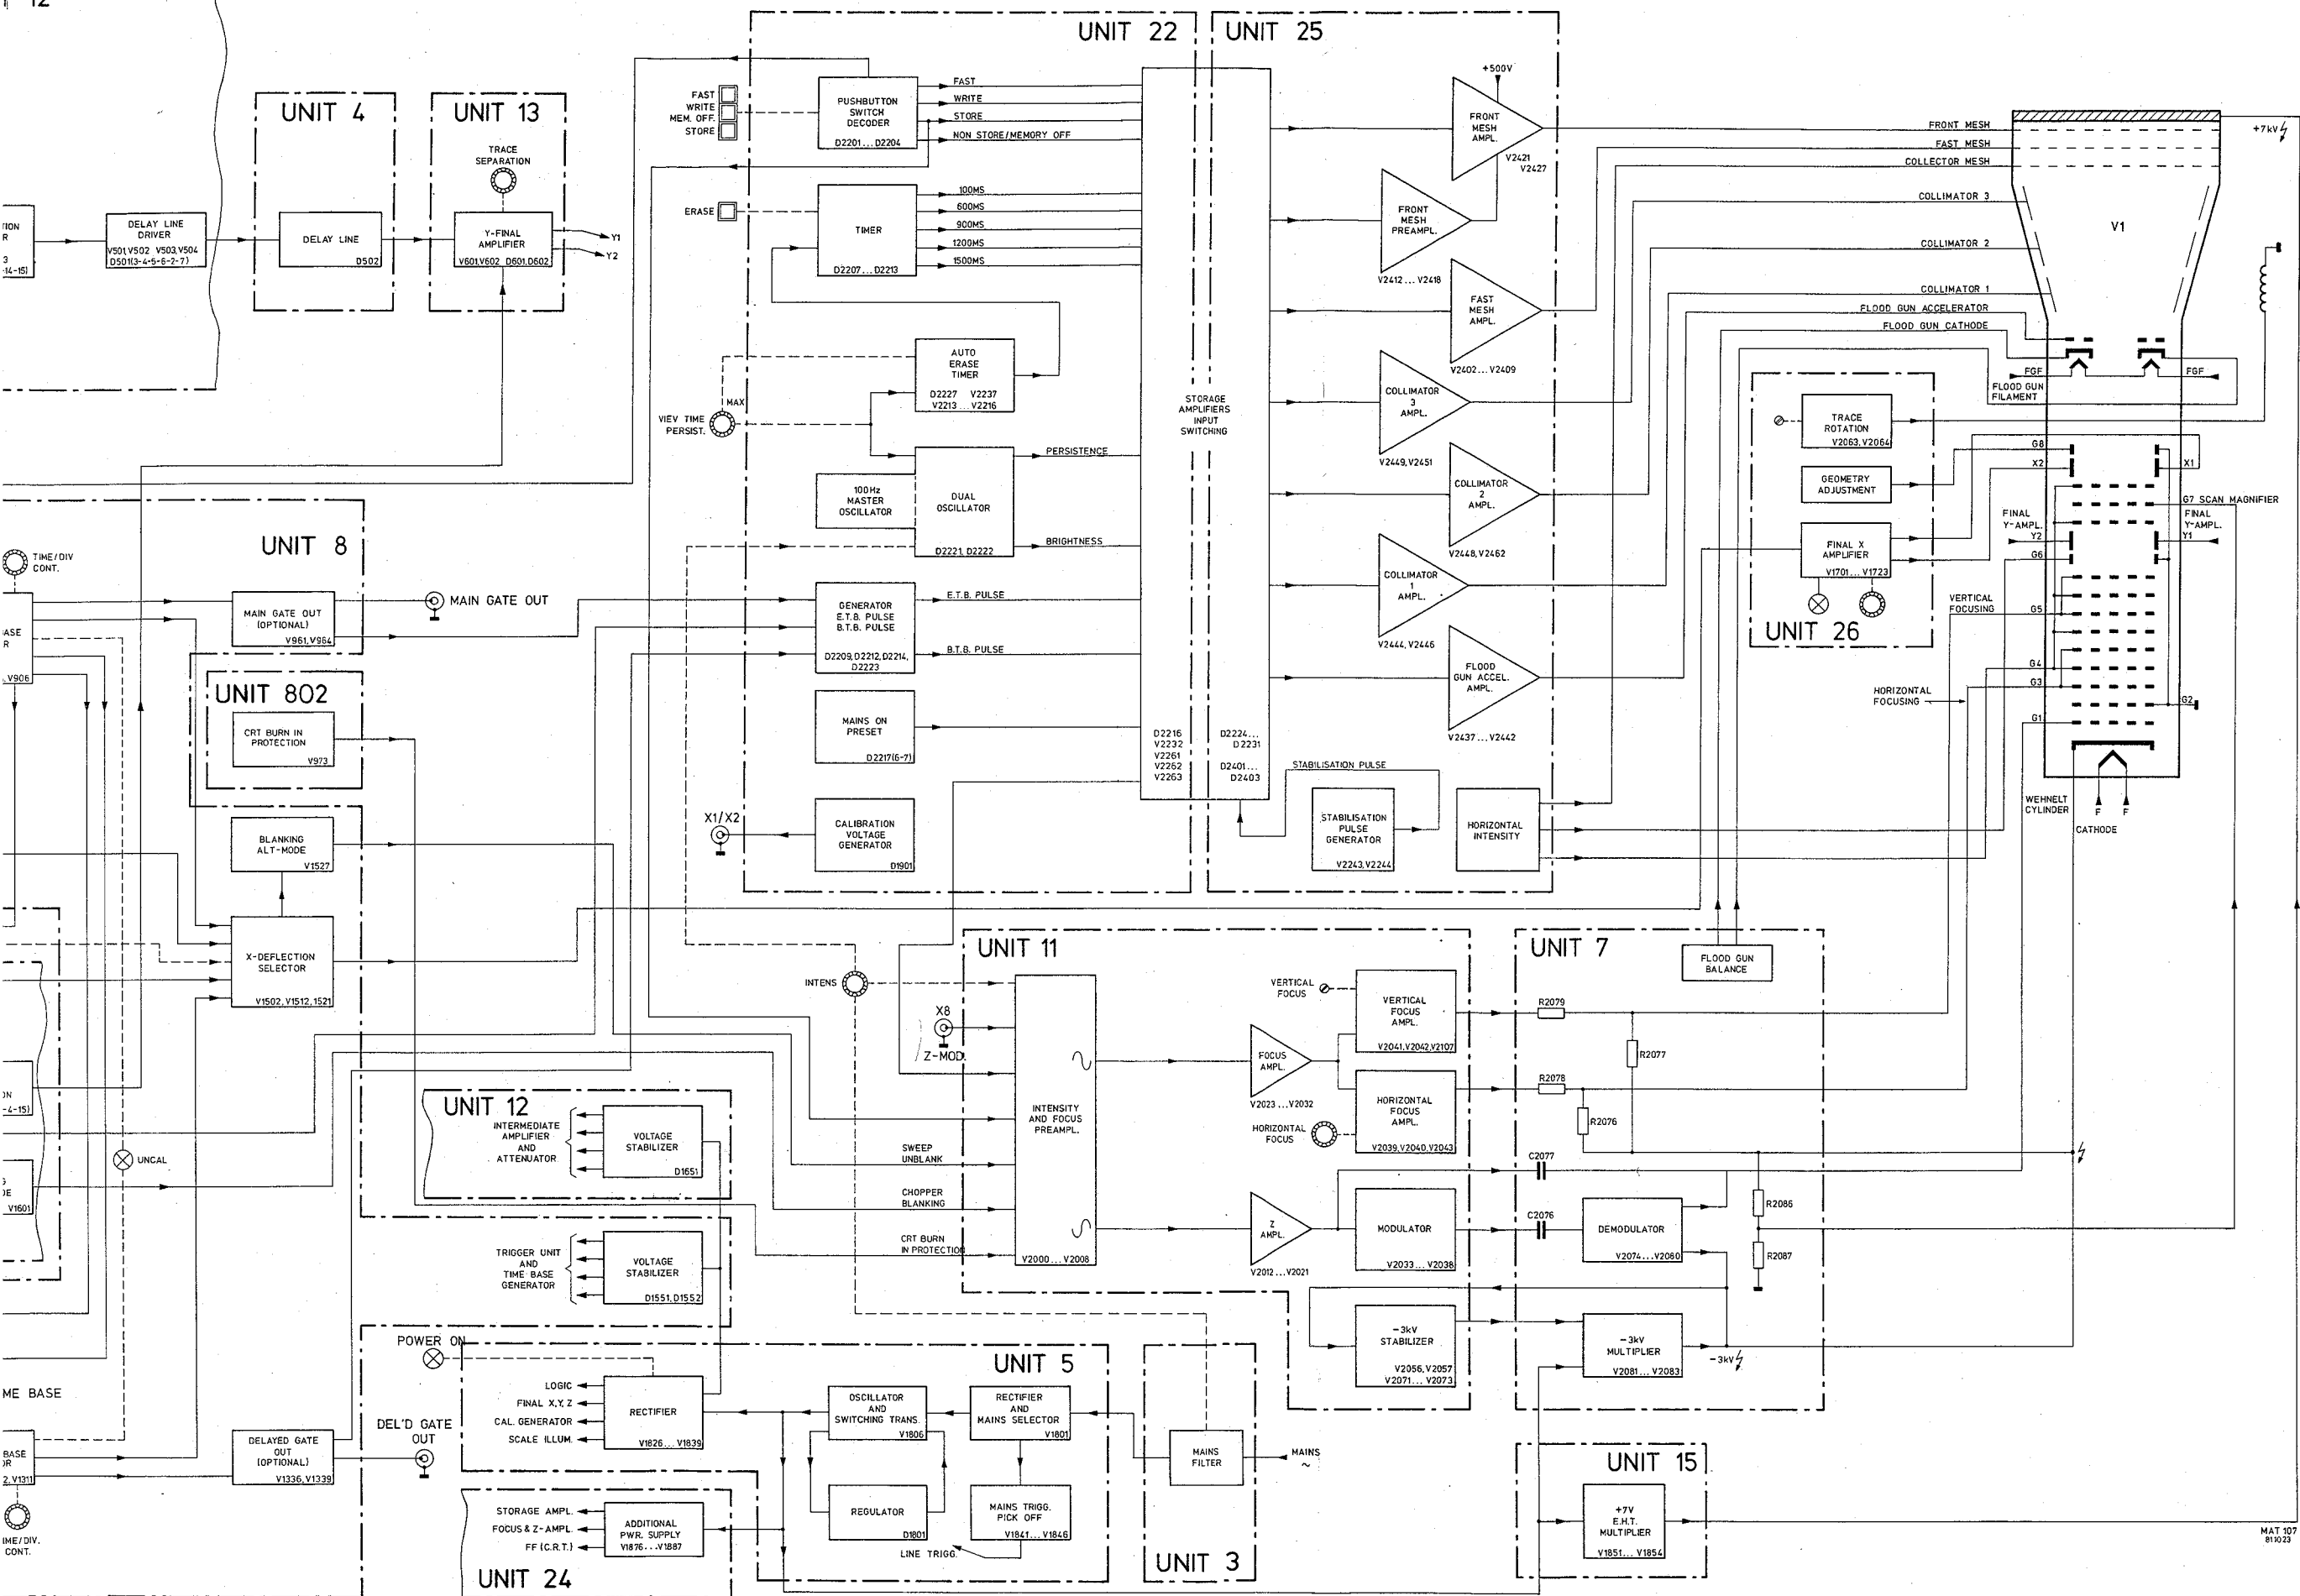 12
UNIT 4
DELAY LINE
D502
DELAY LINE
DRIVER
V501,V502 V503,V504
D501(3-4-5-6-2-7)
TION
R
3
-14-15)
UNIT 13
TRACE
SEPARATION
Y-FINAL
AMPLIFIER
V601,V602 D601,D602
Y1
Y2
UNIT 22
FAST
WRITE
MEM. OFF.
STORE
PUSHBUTTON
SWITCH
DECODER
D2201...D2204
FAST
WRITE
STORE
NON STORE/MEMORY OFF
ERASE
TIMER
D2207...D2213
100MS
600MS
900MS
1200MS
1500MS
AUTO
ERASE
TIMER
D2227 V2237
V2213...V2216
MAX
VIEV TIME
PERSIST.
100Hz
MASTER
OSCILLATOR
DUAL
OSCILLATOR
D2221, D2222
PERSISTENCE
BRIGHTNESS
GENERATOR
E.T.B. PULSE
B.T.B. PULSE
D2209,D2212,D2214,
D2223
E.T.B. PULSE
B.T.B. PULSE
MAINS ON
PRESET
D2217(6-7)
X1/X2
CALIBRATION
VOLTAGE
GENERATOR
D1901
STORAGE
AMPLIFIERS
INPUT
SWITCHING
D2216
V2232
V2261
V2262
V2263
D2224...
D2231
D2401...
D2403
UNIT 25
+500V
FRONT
MESH
AMPL.
V2421
V2427
FRONT
MESH
PREAMPL.
V2412...V2418
FAST
MESH
AMPL.
V2402...V2409
COLLIMATOR
3
AMPL.
V2449,V2451
COLLIMATOR
2
AMPL.
V2448,V2462
COLLIMATOR
1
AMPL.
V2444,V2446
FLOOD
GUN ACCEL.
AMPL.
V2437...V2442
STABILISATION PULSE
STABILISATION
PULSE
GENERATOR
V2243,V2244
HORIZONTAL
INTENSITY
FRONT MESH
FAST MESH
COLLECTOR MESH
COLLIMATOR 3
COLLIMATOR 2
COLLIMATOR 1
FLOOD GUN ACCELERATOR
FLOOD GUN CATHODE
V1
+7kV
FGF
FGF
FLOOD GUN
FILAMENT
TRACE
ROTATION
V2063,V2064
GEOMETRY
ADJUSTMENT
FINAL X
AMPLIFIER
V1701...V1723
UNIT 26
G8
X2
X1
G7 SCAN MAGNIFIER
FINAL
Y-AMPL.
Y2
FINAL
Y-AMPL.
Y1
G6
VERTICAL
FOCUSING
G5
G4
G3
HORIZONTAL
FOCUSING
G2
G1
WEHNELT
CYLINDER
F
F
CATHODE
UNIT 8
TIME/DIV
CONT.
ASE
R
V906
MAIN GATE OUT
(OPTIONAL)
V961,V964
MAIN GATE OUT
UNIT 802
CRT BURN IN
PROTECTION
V973
BLANKING
ALT-MODE
V1527
X-DEFLECTION
SELECTOR
V1502,V1512,1521
ON
-4-15)
UNCAL
G
DE
V1601
UNIT 12
INTERMEDIATE
AMPLIFIER
AND
ATTENUATOR
VOLTAGE
STABILIZER
D1651
TRIGGER UNIT
AND
TIME BASE
GENERATOR
VOLTAGE
STABILIZER
D1551,D1552
UNIT 11
INTENS
X8
Z-MOD.
SWEEP
UNBLANK
CHOPPER
BLANKING
CRT BURN
IN PROTECTION
INTENSITY
AND FOCUS
PREAMPL.
V2000...V2008
FOCUS
AMPL.
V2023...V2032
VERTICAL
FOCUS
VERTICAL
FOCUS
AMPL.
V2041,V2042,V2107
HORIZONTAL
FOCUS
HORIZONTAL
FOCUS
AMPL.
V2039,V2040,V2043
Z
AMPL.
V2012...V2021
MODULATOR
V2033...V2038
-3kV
STABILIZER
V2056,V2057
V2071...V2073
UNIT 7
FLOOD GUN
BALANCE
R2079
R2077
R2078
R2076
C2077
C2076
DEMODULATOR
V2074...V2080
R2086
R2087
-3kV
MULTIPLIER
V2081...V2083
-3kV
UNIT 15
+7V
E.H.T.
MULTIPLIER
V1851...V1854
POWER ON
UNIT 5
LOGIC
FINAL X,Y, Z
CAL. GENERATOR
SCALE ILLUM.
RECTIFIER
V1826...V1839
OSCILLATOR
AND
SWITCHING TRANS.
V1806
RECTIFIER
AND
MAINS SELECTOR
V1801
REGULATOR
D1801
MAINS TRIGG.
PICK OFF
V1841...V1846
LINE TRIGG.
UNIT 3
MAINS
FILTER
MAINS
~
UNIT 24
STORAGE AMPL.
FOCUS & Z-AMPL.
FF (C.R.T.)
ADDITIONAL
PWR. SUPPLY
V1876...V1887
ME BASE
BASE
OR
2, V1311
DELAYED GATE
OUT
(OPTIONAL)
V1336,V1339
DEL'D GATE
OUT
IME/DIV.
CONT.
MAT 107
811023